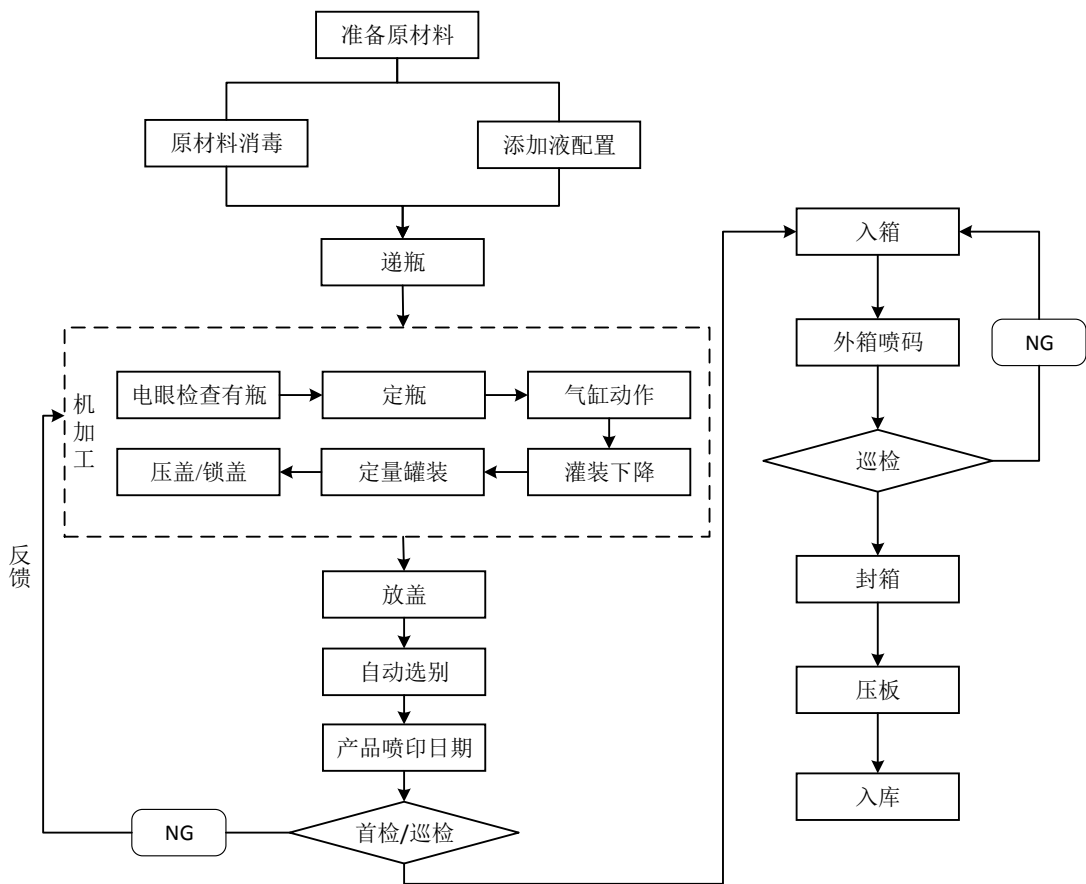 准备原材料
原材料消毒
添加液配置
递瓶
机加工
电眼检查有瓶
定瓶
气缸动作
压盖/锁盖
定量罐装
灌装下降
反馈
放盖
自动选别
产品喷印日期
NG
首检/巡检
入箱
外箱喷码
NG
巡检
封箱
压板
入库